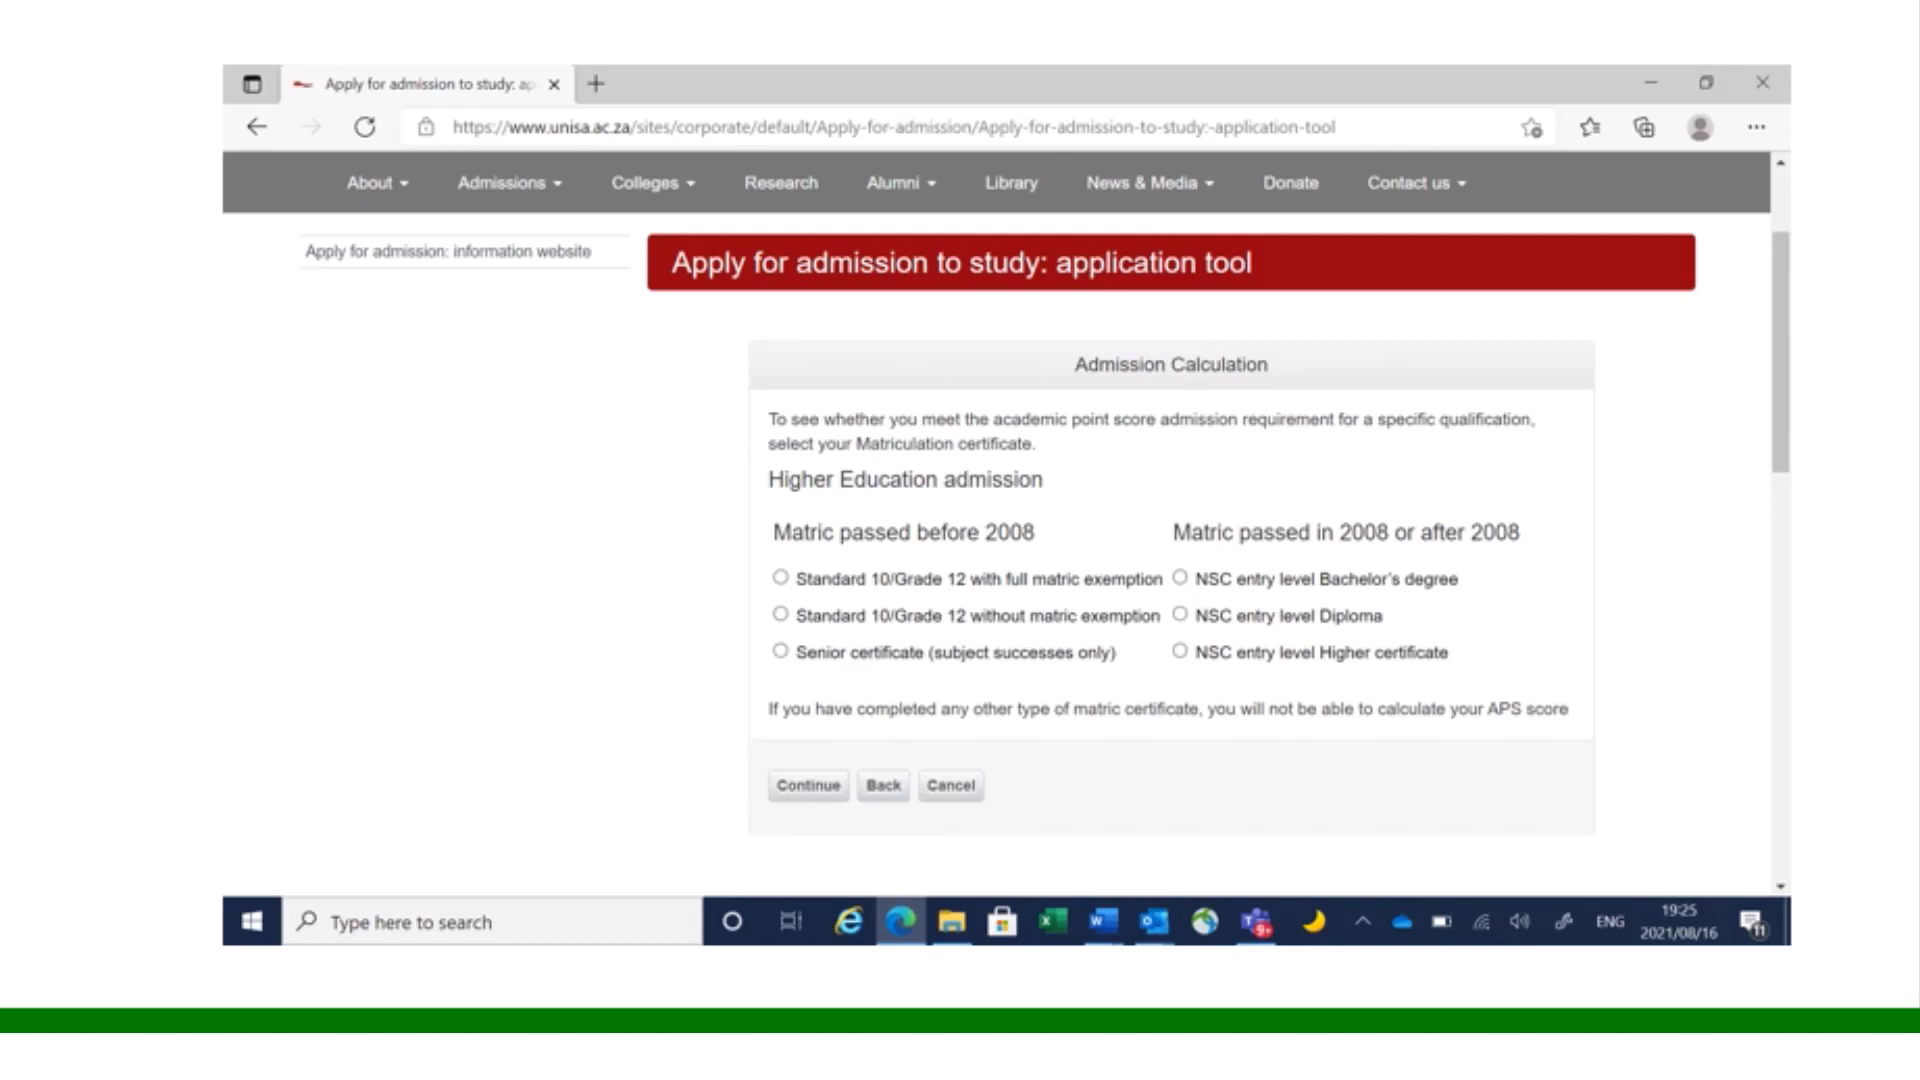 Apply for admission to study: ap
https://www.unisa.ac.za/sites/corporate/default/Apply-for-admission/Apply-for-admission-to-study:-application-tool
About Admissions Colleges Research Alumni Library News & Media Donate Contact us
Apply for admission: information website
Apply for admission to study: application tool
Admission Calculation
To see whether you meet the academic point score admission requirement for a specific qualification,
select your Matriculation certificate.
Higher Education admission
Matric passed before 2008 Matric passed in 2008 or after 2008
Standard 10/Grade 12 with full matric exemption NSC entry level Bachelor's degree
Standard 10/Grade 12 without matric exemption NSC entry level Diploma
Senior certificate (subject successes only) NSC entry level Higher certificate
If you have completed any other type of matric certificate, you will not be able to calculate your APS score
Continue Back Cancel
Type here to search
9+
ENG
19:25
2021/08/16
11